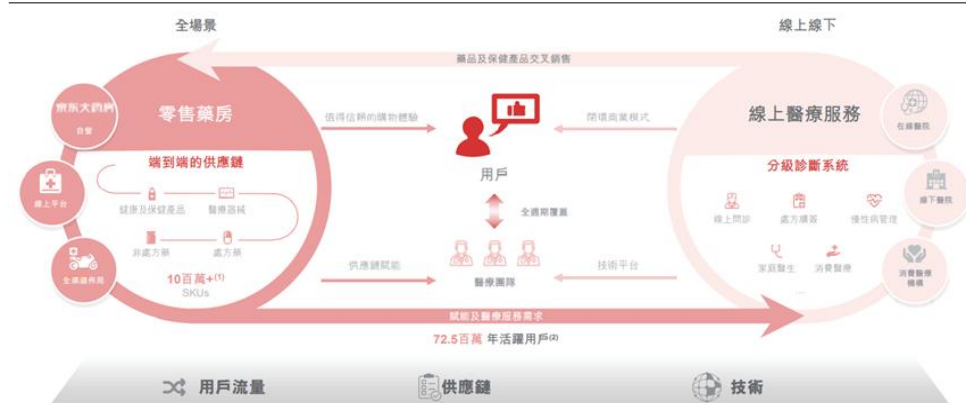 全場景
線上線下
藥品及保健產品交叉銷售
京东大药房
自營
零售藥房
值得信賴的購物體驗
閉環商業模式
線上醫療服務
在線醫院
端到端的供應鏈
用戶
分級診斷系統
線上平台
健康及保健產品
醫療器械
全週期覆蓋
線上問診
處方續簽
慢性病管理
線下醫院
非處方藥
處方藥
供應鏈賦能
技術平台
家庭醫生
消費醫療
全渠道佈局
10百萬+(1)
SKUs
醫療團隊
...
消費醫療
機構
賦能及醫療服務需求
72.5百萬 年活躍用戶(2)
用戶流量
供應鏈
技術